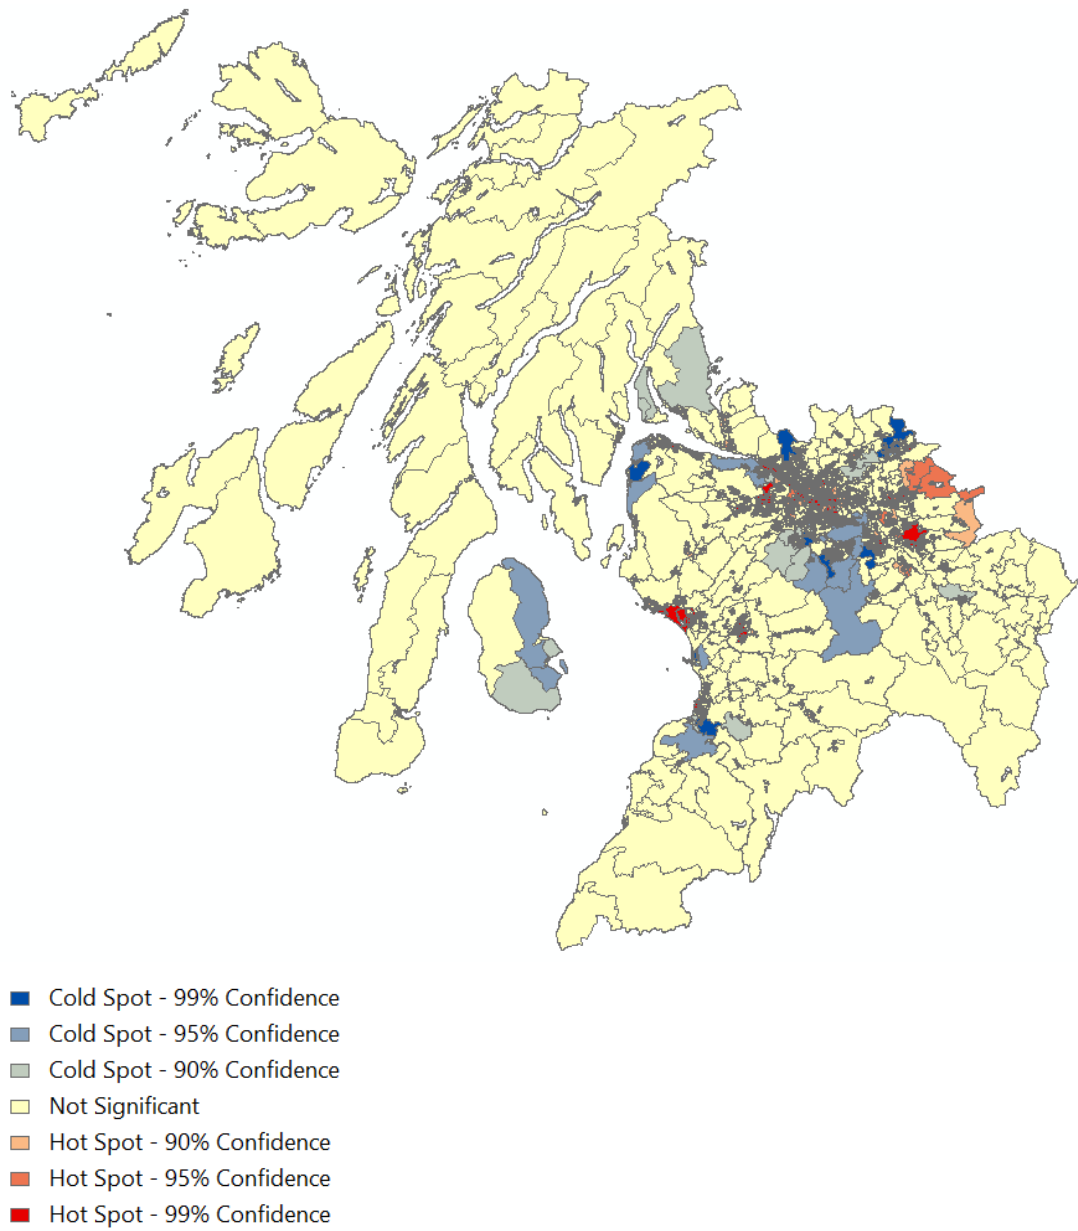 Cold Spot - 99% Confidence
Cold Spot - 95% Confidence
Cold Spot - 90% Confidence
Not Significant
Hot Spot - 90% Confidence
Hot Spot - 95% Confidence
Hot Spot - 99% Confidence